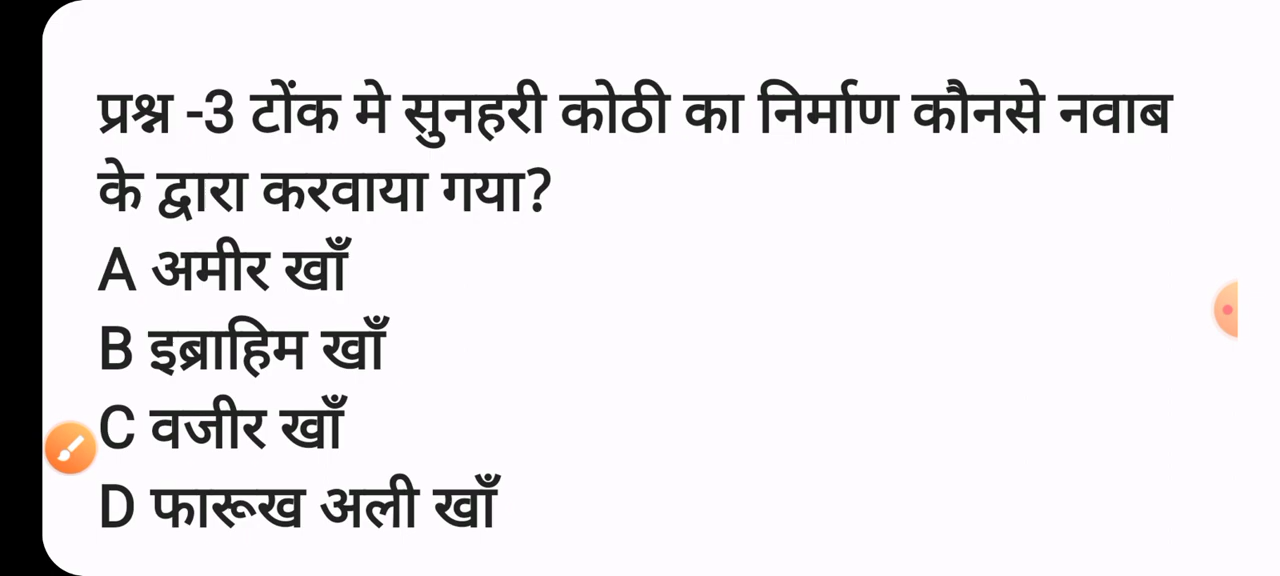 प्रश्न -3 टोंक मे सुनहरी कोठी का निर्माण कौनसे नवाब
के द्वारा करवाया गया?
A अमीर खाँ
B इब्राहिम खाँ
C वजीर खाँ
D फारूख अली खाँ